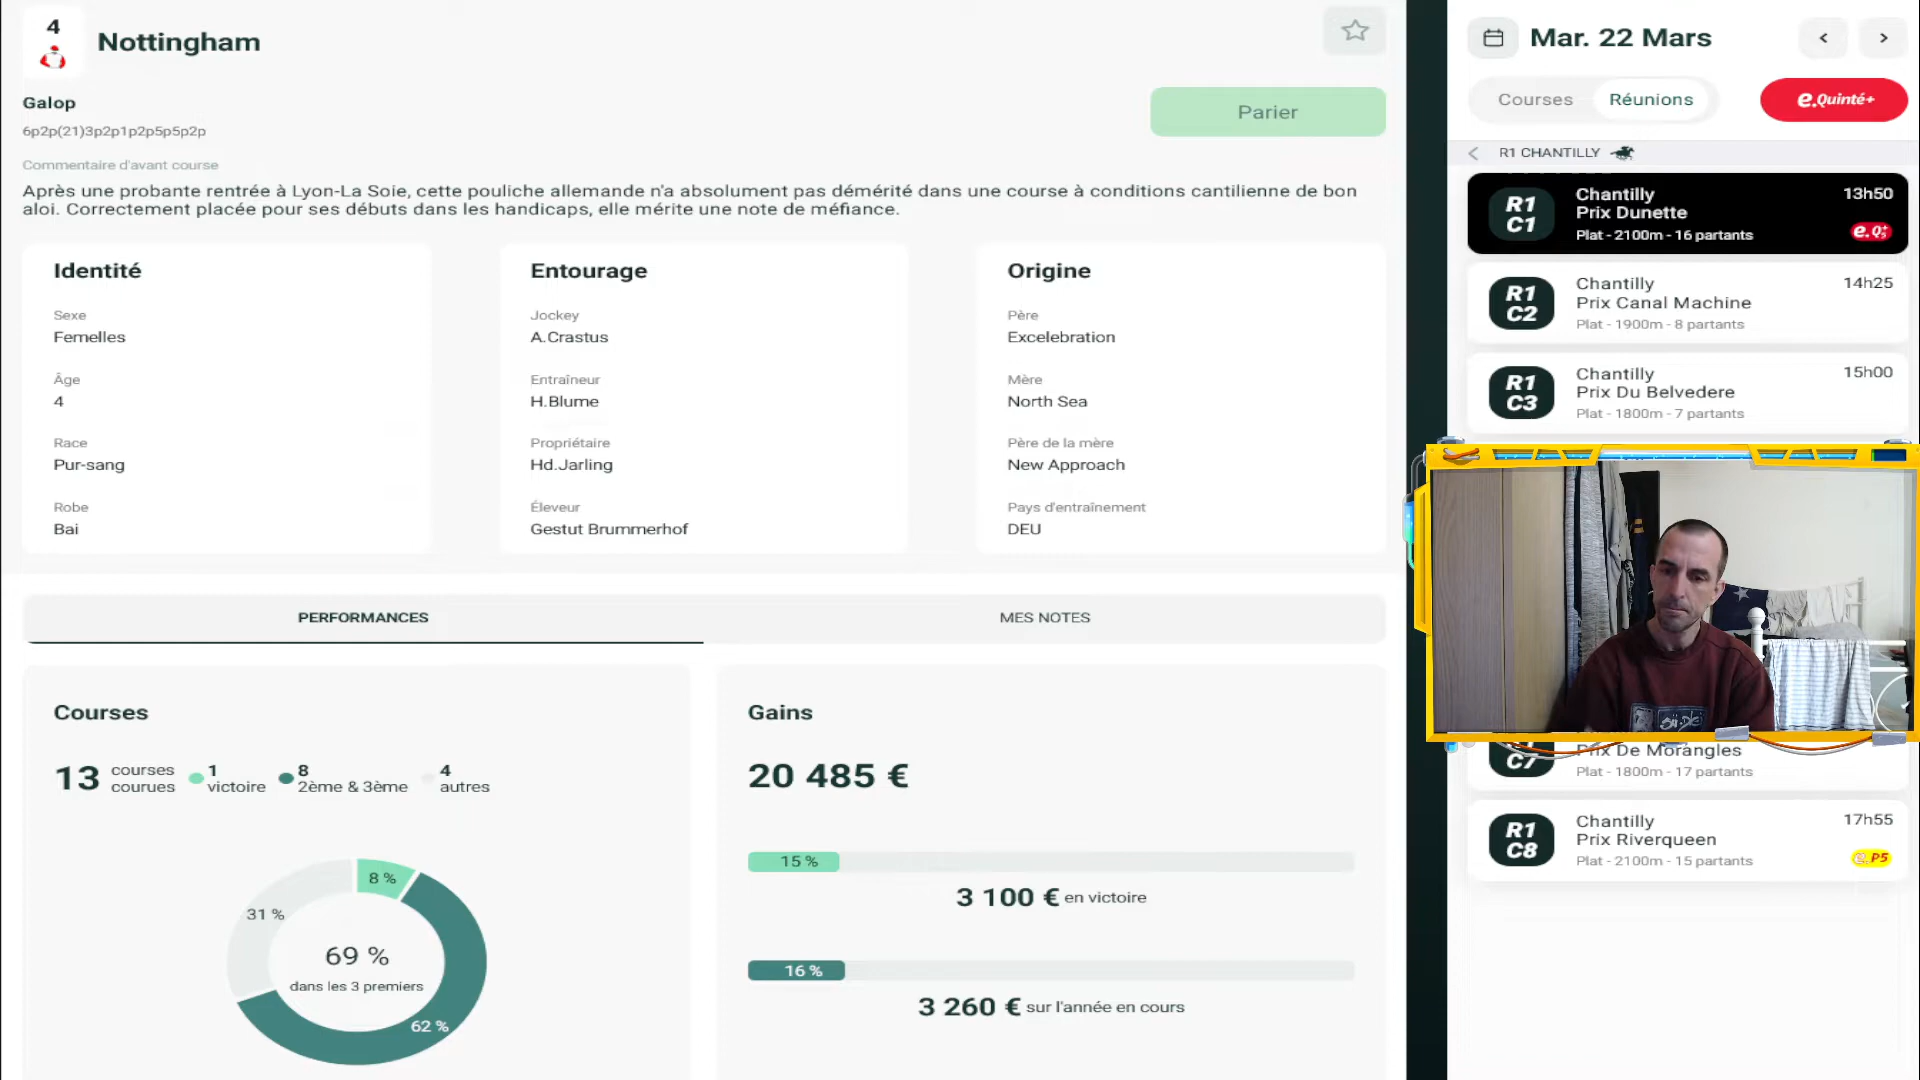 4
Nottingham
Galop
6p2p(21)3p2p1p2p5p5p2p
Parier
Commentaire d'avant course
Après une probante rentrée à Lyon-La Soie, cette pouliche allemande n'a absolument pas démérité dans une course à conditions cantilienne de bon
aloi. Correctement placée pour ses débuts dans les handicaps, elle mérite une note de méfiance.
Identité
Sexe
Femelles
Âge
4
Race
Pur-sang
Robe
Bai
Entourage
Jockey
A.Crastus
Entraîneur
H.Blume
Propriétaire
Hd.Jarling
Éleveur
Gestut Brummerhof
Origine
Père
Excelebration
Mère
North Sea
Père de la mère
New Approach
Pays d'entraînement
DEU
PERFORMANCES
MES NOTES
Courses
13 courses courues
1 victoire
8 2ème & 3ème
4 autres
8 %
31 %
69 %
dans les 3 premiers
62 %
Gains
20 485 €
15 %
3 100 € en victoire
16 %
3 260 € sur l'année en cours
Mar. 22 Mars
< >
Courses
Réunions
e.Quinté+
R1 CHANTILLY
R1 C1
Chantilly 13h50
Prix Dunette
Plat - 2100m - 16 partants
R1 C2
Chantilly 14h25
Prix Canal Machine
Plat - 1900m - 8 partants
R1 C3
Chantilly 15h00
Prix Du Belvedere
Plat - 1800m - 7 partants
C7
Prix De Morangles
Plat - 1800m - 17 partants
R1 C8
Chantilly 17h55
Prix Riverqueen
Plat - 2100m - 15 partants
e.P5